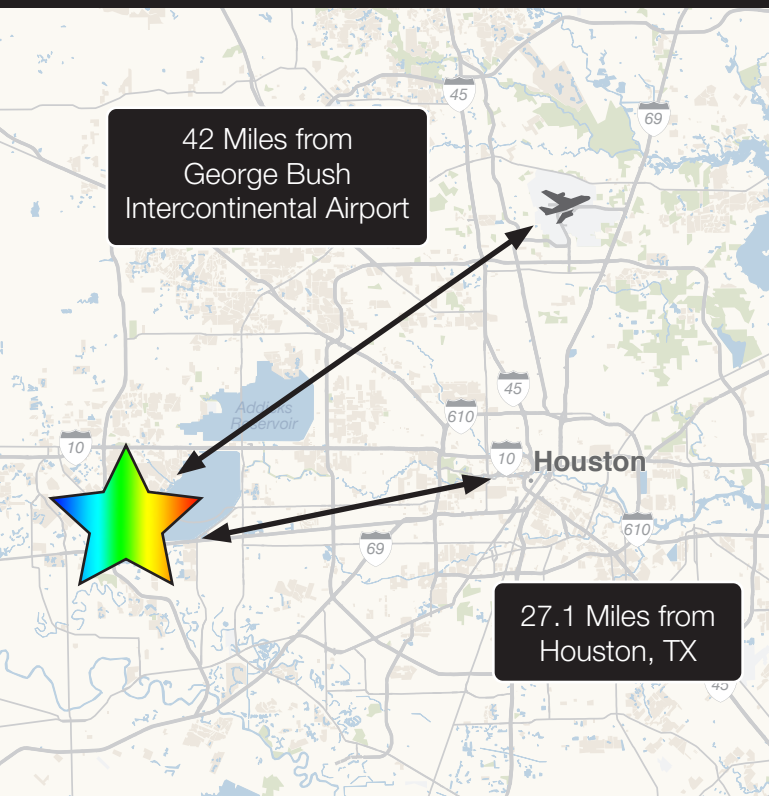 45
69
42 Miles from
George Bush
Intercontinental Airport
Addicks
Reservoir
45
610
10
10
Houston
69
610
27.1 Miles from
Houston, TX
45